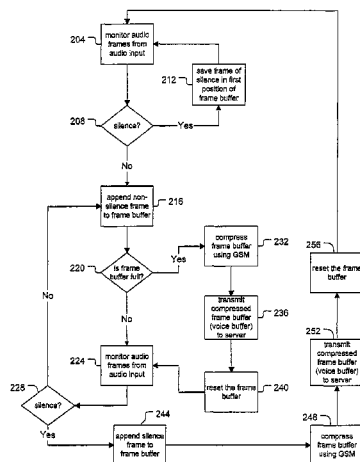 204
monitor audio
frames from
audio input
212
save frame of
silence in first
position of
frame buffer
208
silence?
Yes
No
216
append non-
silence frame
to frame buffer
220
is frame
buffer full?
Yes
No
232
compress
frame buffer
using GSM
236
transmit
compressed
frame buffer
(voice buffer) to
server
240
reset the frame
buffer
224
monitor audio
frames from
audio input
228
silence?
No
Yes
244
append silence
frame to
frame buffer
248
compress
frame buffer
using GSM
252
transmit
compressed
frame buffer
(voice buffer)
to server
256
reset the frame
buffer